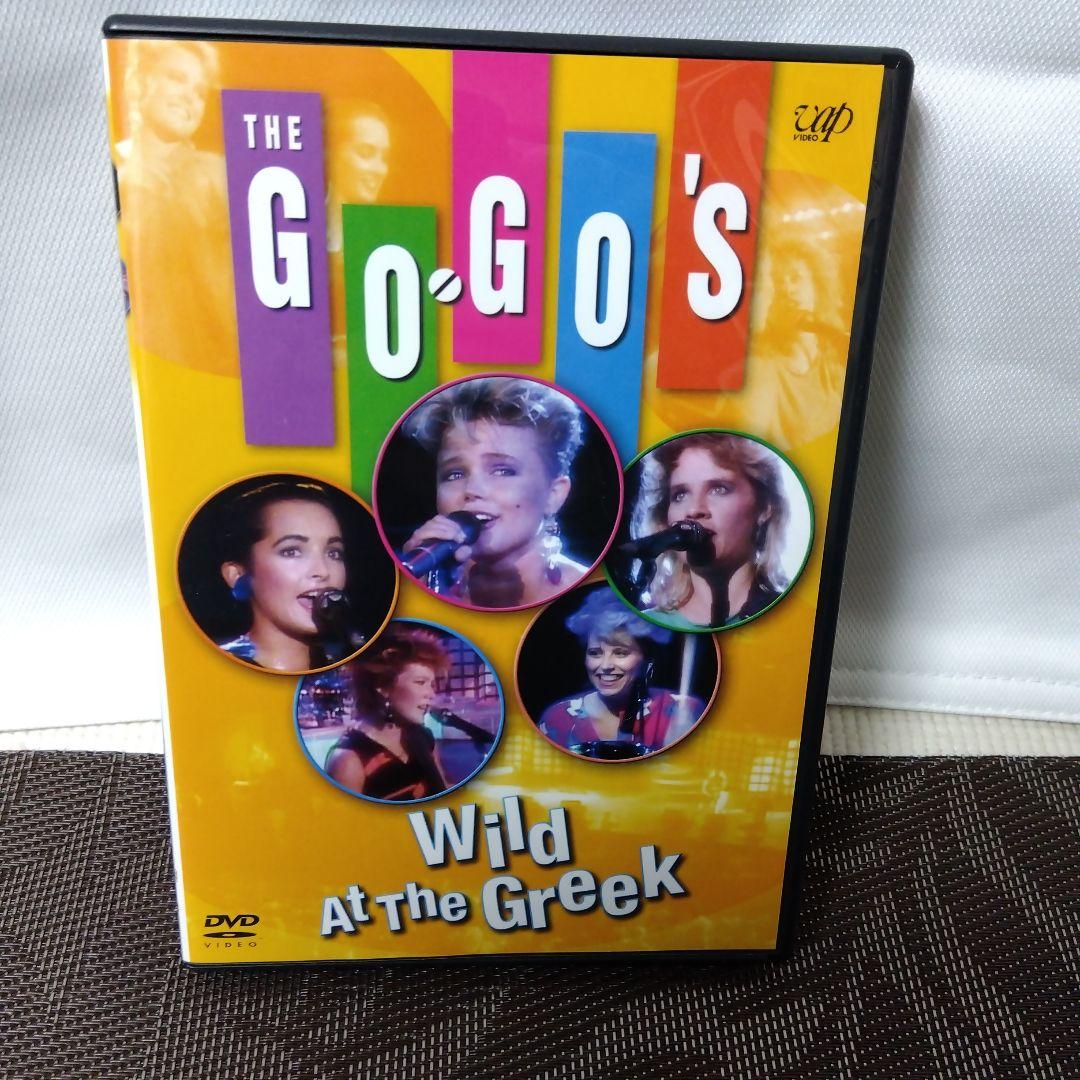 THE
GO-GO'S
vap
VIDEO
Wild
At The Greek
DVD
VIDEO